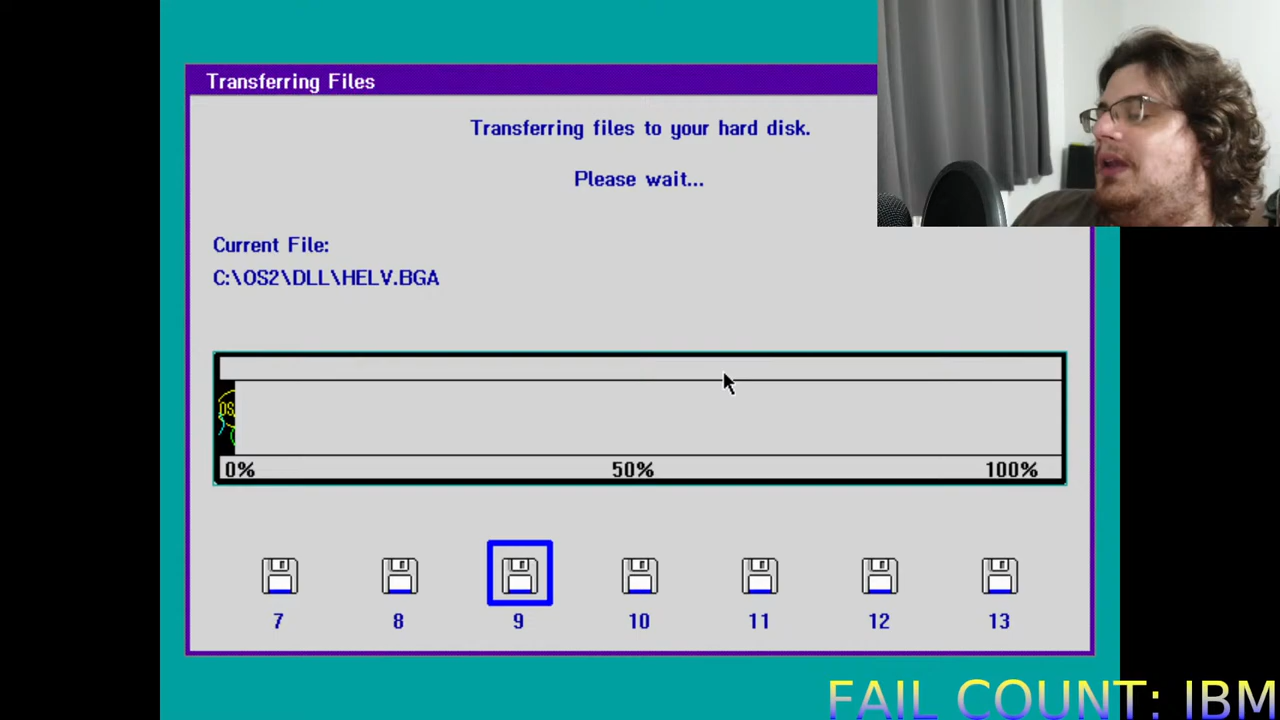 Transferring Files
Transferring files to your hard disk.
Please wait...
Current File:
C:\OS2\DLL\HELV.BGA
OS
0% 50% 100%
7 8 9 10 11 12 13
FAIL COUNT: IBM